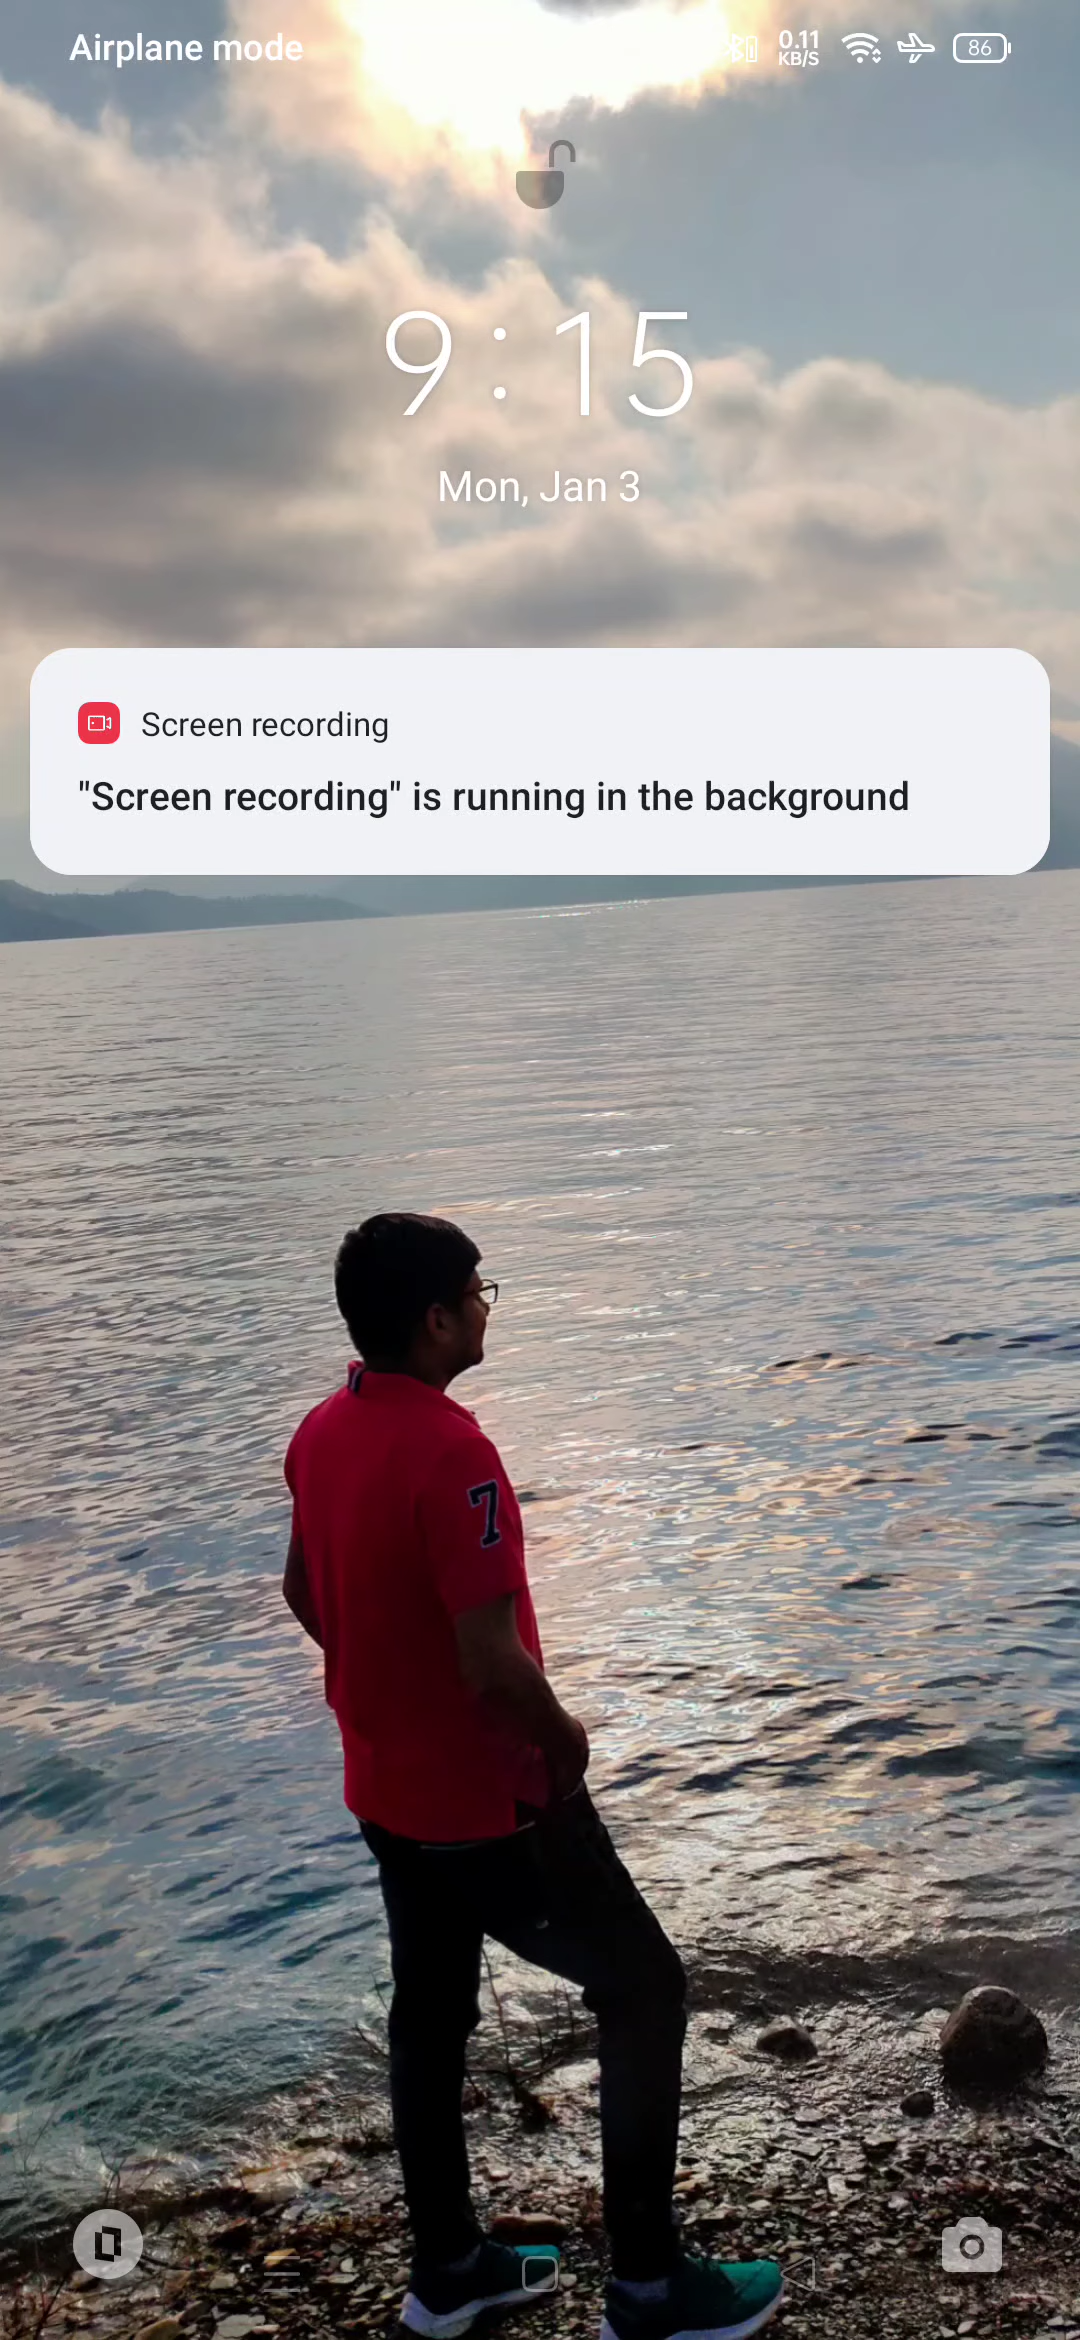 Airplane mode
0.11
KB/S
86
9:15
Mon, Jan 3
Screen recording
"Screen recording" is running in the background
7